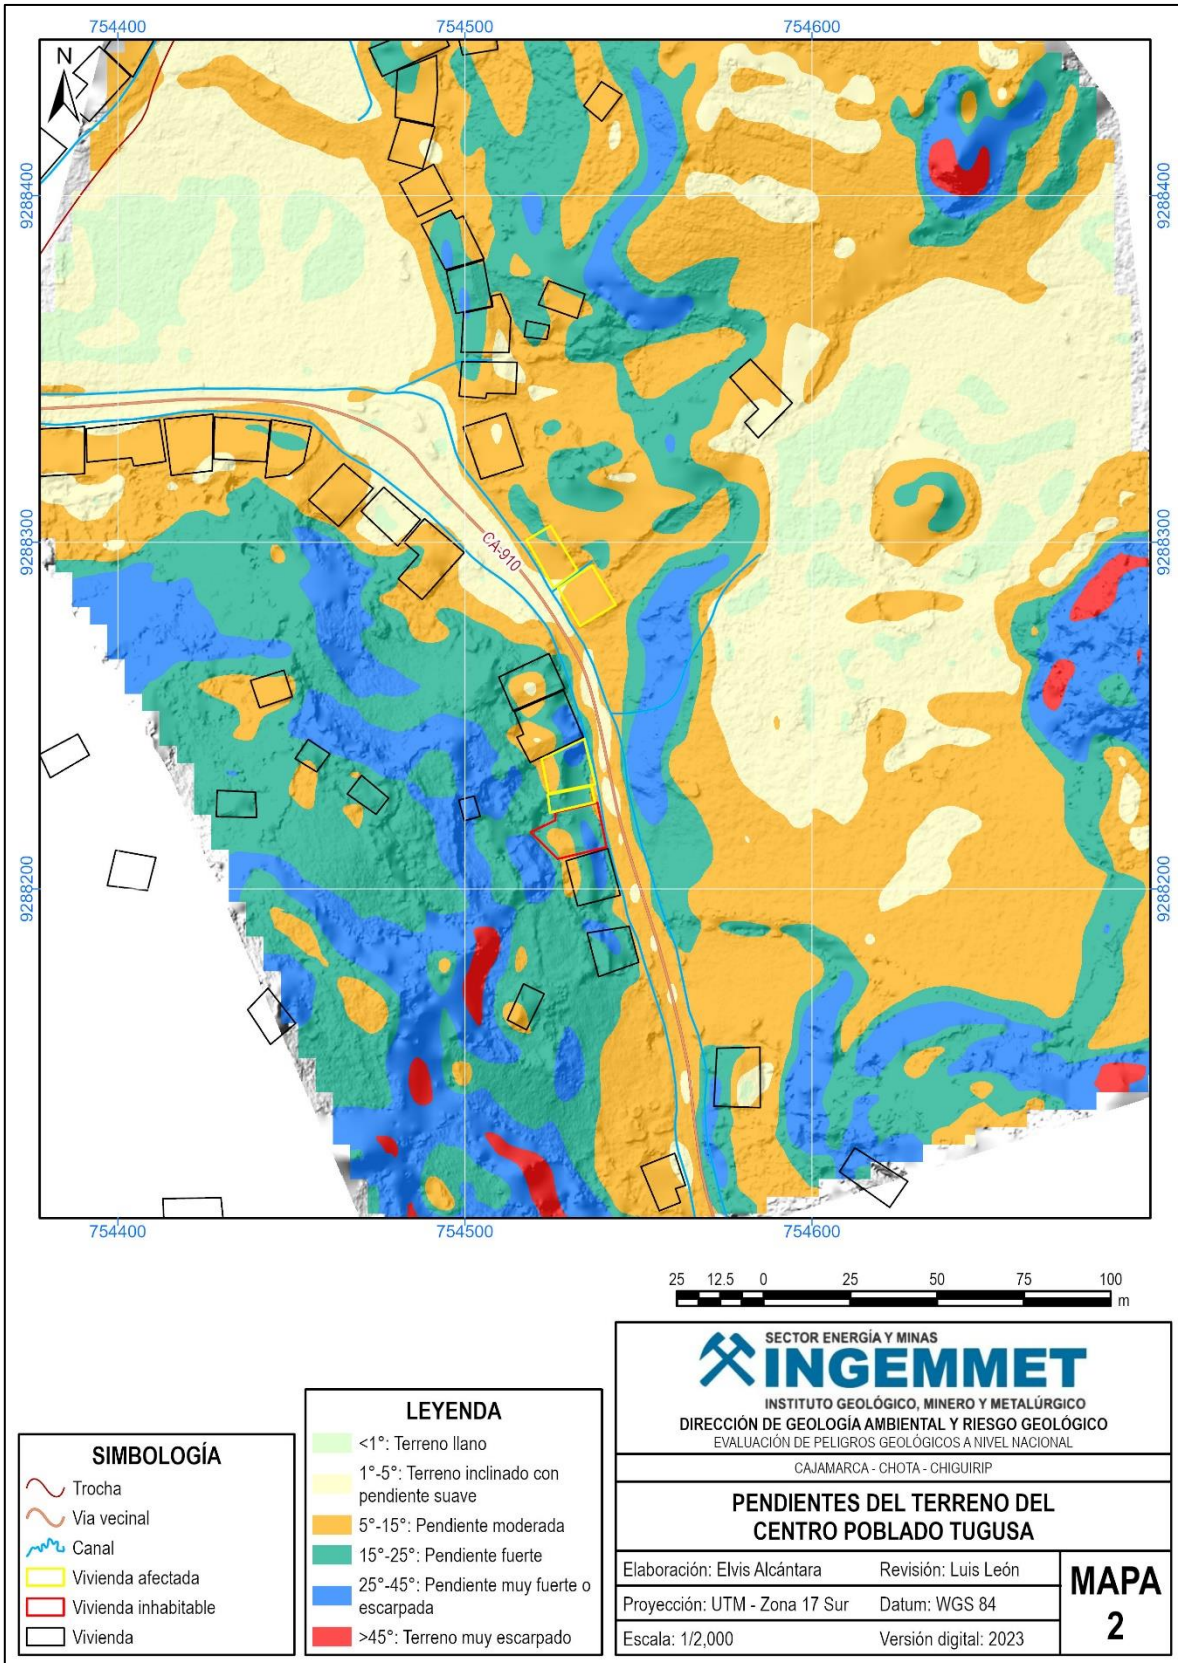 754400 754500 754600
N
9288400 9288400
CA-910
9288300 9288300
9288200 9288200
754400 754500 754600
25 12.5 0 25 50 75 100
m
SECTOR ENERGÍA Y MINAS
INGEMMET
INSTITUTO GEOLÓGICO, MINERO Y METALÚRGICO
DIRECCIÓN DE GEOLOGÍA AMBIENTAL Y RIESGO GEOLÓGICO
EVALUACIÓN DE PELIGROS GEOLÓGICOS A NIVEL NACIONAL
CAJAMARCA - CHOTA - CHIGUIRIP
PENDIENTES DEL TERRENO DEL
CENTRO POBLADO TUGUSA
Elaboración: Elvis Alcántara Revisión: Luis León
Proyección: UTM - Zona 17 Sur Datum: WGS 84
Escala: 1/2,000 Versión digital: 2023
MAPA
2
LEYENDA
<1°: Terreno llano
1°-5°: Terreno inclinado con
pendiente suave
5°-15°: Pendiente moderada
15°-25°: Pendiente fuerte
25°-45°: Pendiente muy fuerte o
escarpada
>45°: Terreno muy escarpado
SIMBOLOGÍA
Trocha
Via vecinal
Canal
Vivienda afectada
Vivienda inhabitable
Vivienda